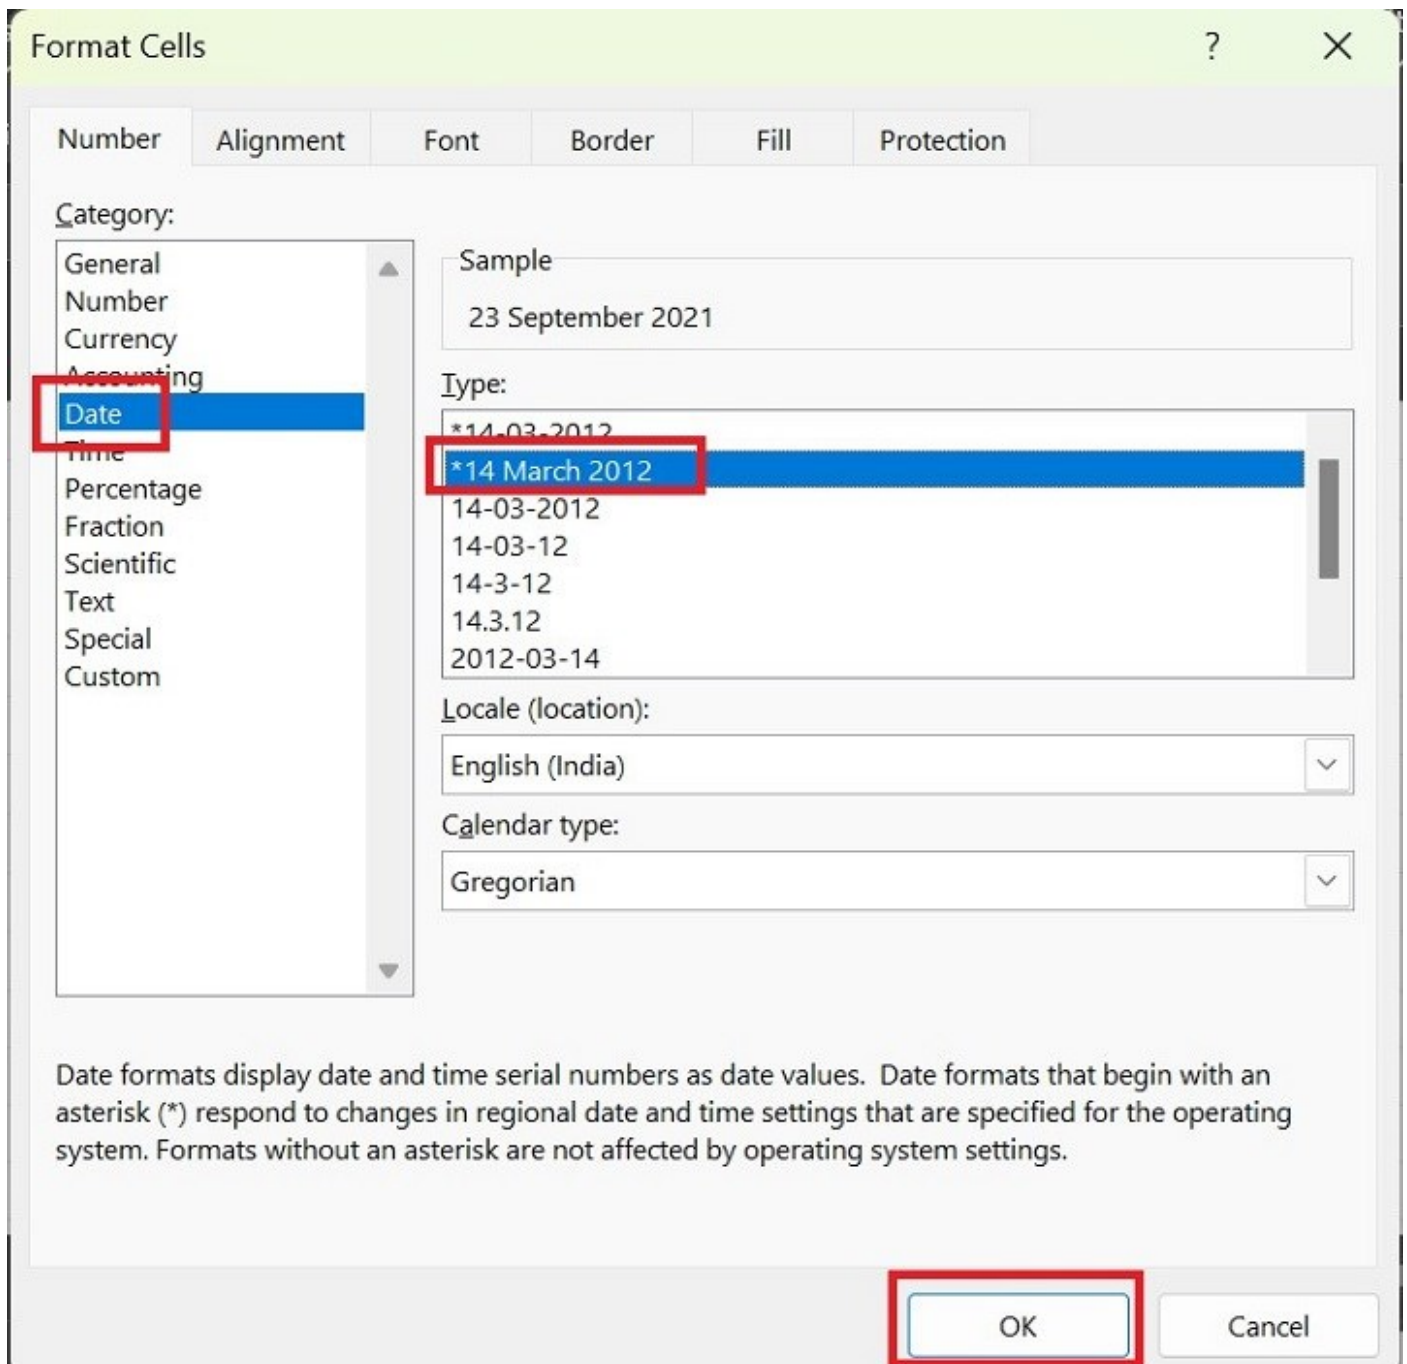 Format Cells
?
Number Alignment Font Border Fill Protection
Category:
General
Number
Currency
Accounting
Date
Time
Percentage
Fraction
Scientific
Text
Special
Custom
Sample
23 September 2021
Type:
*14-03-2012
*14 March 2012
14-03-2012
14-03-12
14-3-12
14.3.12
2012-03-14
Locale (location):
English (India)
Calendar type:
Gregorian
Date formats display date and time serial numbers as date values.  Date formats that begin with an
asterisk (*) respond to changes in regional date and time settings that are specified for the operating
system. Formats without an asterisk are not affected by operating system settings.
OK Cancel